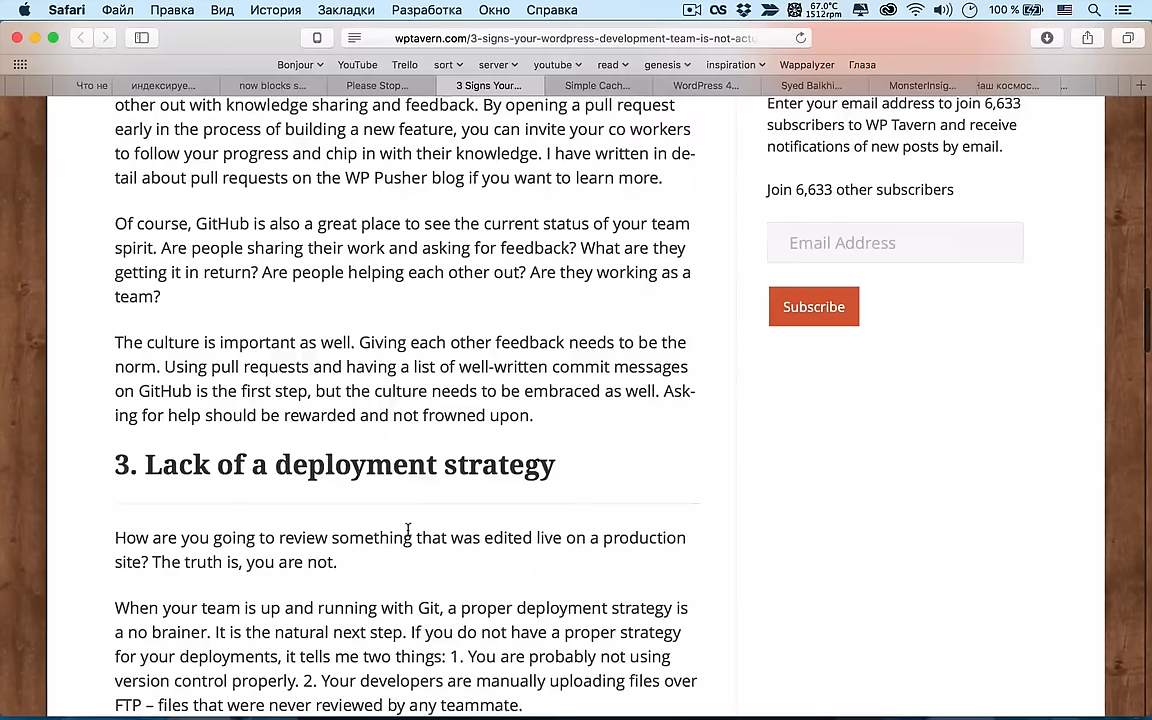 Safari Файл Правка Вид История Закладки Разработка Окно Справка
67.0°C
1512rpm
100 %
wptavern.com/3-signs-your-wordpress-development-team-is-not-actu
Bonjour YouTube Trello sort server youtube read genesis inspiration Wappalyzer Глаза
Что не индексируе... now blocks s... Please Stop... 3 Signs Your... Simple Cach... WordPress 4... Syed Balkhi... MonsterInsig... Наш космос... ...
other out with knowledge sharing and feedback. By opening a pull request
early in the process of building a new feature, you can invite your co workers
to follow your progress and chip in with their knowledge. I have written in de-
tail about pull requests on the WP Pusher blog if you want to learn more.
Of course, GitHub is also a great place to see the current status of your team
spirit. Are people sharing their work and asking for feedback? What are they
getting it in return? Are people helping each other out? Are they working as a
team?
The culture is important as well. Giving each other feedback needs to be the
norm. Using pull requests and having a list of well-written commit messages
on GitHub is the first step, but the culture needs to be embraced as well. Ask-
ing for help should be rewarded and not frowned upon.
3. Lack of a deployment strategy
How are you going to review something that was edited live on a production
site? The truth is, you are not.
When your team is up and running with Git, a proper deployment strategy is
a no brainer. It is the natural next step. If you do not have a proper strategy
for your deployments, it tells me two things: 1. You are probably not using
version control properly. 2. Your developers are manually uploading files over
FTP – files that were never reviewed by any teammate.
Enter your email address to join 6,633
subscribers to WP Tavern and receive
notifications of new posts by email.
Join 6,633 other subscribers
Email Address
Subscribe